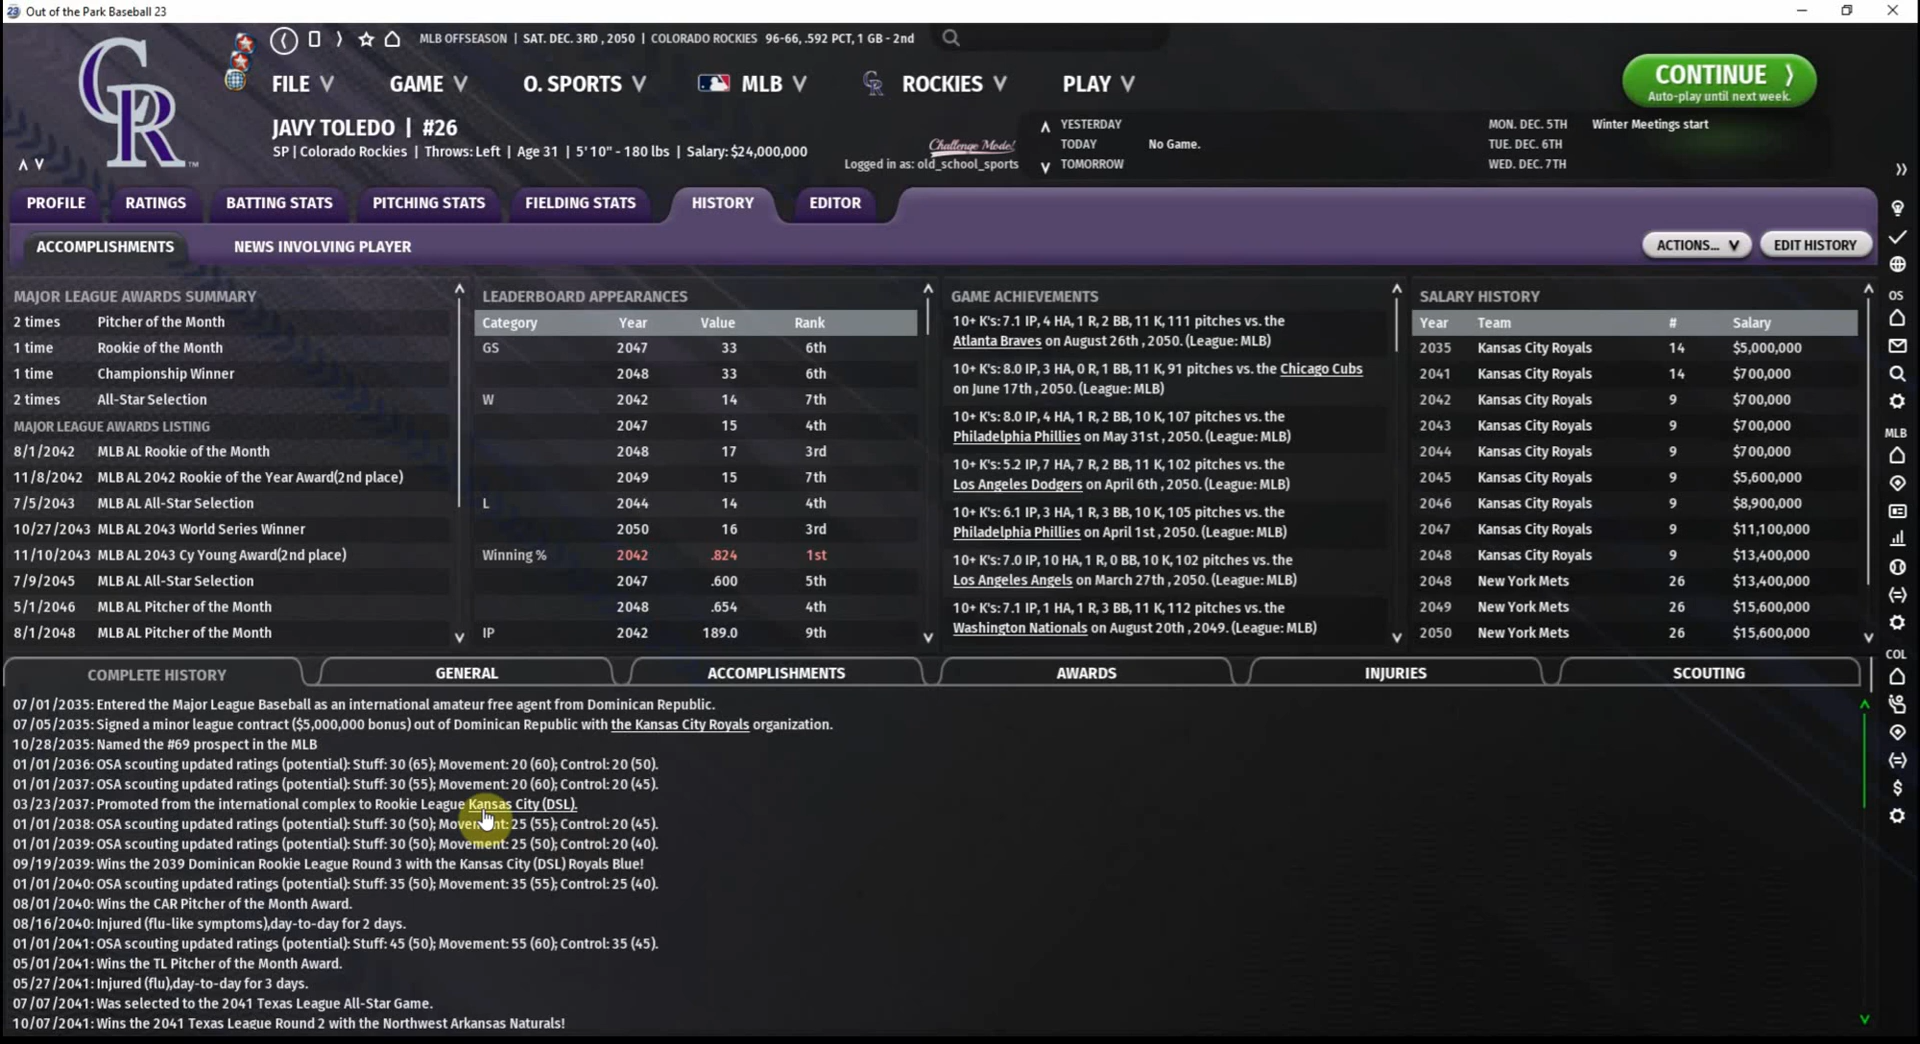 23 Out of the Park Baseball 23
MLB OFFSEASON | SAT. DEC. 3RD , 2050 | COLORADO ROCKIES 96-66, .592 PCT, 1 GB - 2nd
FILE GAME O. SPORTS MLB ROCKIES PLAY
CONTINUE
Auto-play until next week.
CR
JAVY TOLEDO | #26
SP | Colorado Rockies | Throws: Left | Age 31 | 5'10" - 180 lbs | Salary: $24,000,000
Challenge Mode!
Logged in as: old_school_sports
YESTERDAY
TODAY No Game.
TOMORROW
MON. DEC. 5TH Winter Meetings start
TUE. DEC. 6TH
WED. DEC. 7TH
PROFILE RATINGS BATTING STATS PITCHING STATS FIELDING STATS HISTORY EDITOR
ACCOMPLISHMENTS NEWS INVOLVING PLAYER
ACTIONS... EDIT HISTORY
MAJOR LEAGUE AWARDS SUMMARY
2 times Pitcher of the Month
1 time Rookie of the Month
1 time Championship Winner
2 times All-Star Selection
MAJOR LEAGUE AWARDS LISTING
8/1/2042 MLB AL Rookie of the Month
11/8/2042 MLB AL 2042 Rookie of the Year Award(2nd place)
7/5/2043 MLB AL All-Star Selection
10/27/2043 MLB AL 2043 World Series Winner
11/10/2043 MLB AL 2043 Cy Young Award(2nd place)
7/9/2045 MLB AL All-Star Selection
5/1/2046 MLB AL Pitcher of the Month
8/1/2048 MLB AL Pitcher of the Month
LEADERBOARD APPEARANCES
Category Year Value Rank
GS 2047 33 6th
2048 33 6th
W 2042 14 7th
2047 15 4th
2048 17 3rd
2049 15 7th
L 2044 14 4th
2050 16 3rd
Winning % 2042 .824 1st
2047 .600 5th
2048 .654 4th
IP 2042 189.0 9th
GAME ACHIEVEMENTS
10+ K's: 7.1 IP, 4 HA, 1 R, 2 BB, 11 K, 111 pitches vs. the
Atlanta Braves on August 26th , 2050. (League: MLB)
10+ K's: 8.0 IP, 3 HA, 0 R, 1 BB, 11 K, 91 pitches vs. the Chicago Cubs
on June 17th , 2050. (League: MLB)
10+ K's: 8.0 IP, 4 HA, 1 R, 2 BB, 10 K, 107 pitches vs. the
Philadelphia Phillies on May 31st , 2050. (League: MLB)
10+ K's: 5.2 IP, 7 HA, 7 R, 2 BB, 11 K, 102 pitches vs. the
Los Angeles Dodgers on April 6th , 2050. (League: MLB)
10+ K's: 6.1 IP, 3 HA, 1 R, 3 BB, 10 K, 105 pitches vs. the
Philadelphia Phillies on April 1st , 2050. (League: MLB)
10+ K's: 7.0 IP, 10 HA, 1 R, 0 BB, 10 K, 102 pitches vs. the
Los Angeles Angels on March 27th , 2050. (League: MLB)
10+ K's: 7.1 IP, 1 HA, 1 R, 3 BB, 11 K, 112 pitches vs. the
Washington Nationals on August 20th , 2049. (League: MLB)
SALARY HISTORY
Year Team # Salary
2035 Kansas City Royals 14 $5,000,000
2041 Kansas City Royals 14 $700,000
2042 Kansas City Royals 9 $700,000
2043 Kansas City Royals 9 $700,000
2044 Kansas City Royals 9 $700,000
2045 Kansas City Royals 9 $5,600,000
2046 Kansas City Royals 9 $8,900,000
2047 Kansas City Royals 9 $11,100,000
2048 Kansas City Royals 9 $13,400,000
2048 New York Mets 26 $13,400,000
2049 New York Mets 26 $15,600,000
2050 New York Mets 26 $15,600,000
OS
MLB
COL
COMPLETE HISTORY GENERAL ACCOMPLISHMENTS AWARDS INJURIES SCOUTING
07/01/2035: Entered the Major League Baseball as an international amateur free agent from Dominican Republic.
07/05/2035: Signed a minor league contract ($5,000,000 bonus) out of Dominican Republic with the Kansas City Royals organization.
10/28/2035: Named the #69 prospect in the MLB
01/01/2036: OSA scouting updated ratings (potential): Stuff: 30 (65); Movement: 20 (60); Control: 20 (50).
01/01/2037: OSA scouting updated ratings (potential): Stuff: 30 (55); Movement: 20 (60); Control: 20 (45).
03/23/2037: Promoted from the international complex to Rookie League Kansas City (DSL).
01/01/2038: OSA scouting updated ratings (potential): Stuff: 30 (50); Movement: 25 (55); Control: 20 (45).
01/01/2039: OSA scouting updated ratings (potential): Stuff: 30 (50); Movement: 25 (50); Control: 20 (40).
09/19/2039: Wins the 2039 Dominican Rookie League Round 3 with the Kansas City (DSL) Royals Blue!
01/01/2040: OSA scouting updated ratings (potential): Stuff: 35 (50); Movement: 35 (55); Control: 25 (40).
08/01/2040: Wins the CAR Pitcher of the Month Award.
08/16/2040: Injured (flu-like symptoms),day-to-day for 2 days.
01/01/2041: OSA scouting updated ratings (potential): Stuff: 45 (50); Movement: 55 (60); Control: 35 (45).
05/01/2041: Wins the TL Pitcher of the Month Award.
05/27/2041: Injured (flu),day-to-day for 3 days.
07/07/2041: Was selected to the 2041 Texas League All-Star Game.
10/07/2041: Wins the 2041 Texas League Round 2 with the Northwest Arkansas Naturals!